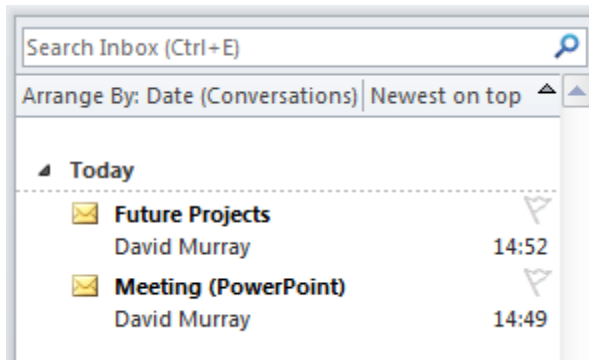 Search Inbox (Ctrl+E)
Arrange By: Date (Conversations) Newest on top
Today
Future Projects
David Murray 14:52
Meeting (PowerPoint)
David Murray 14:49